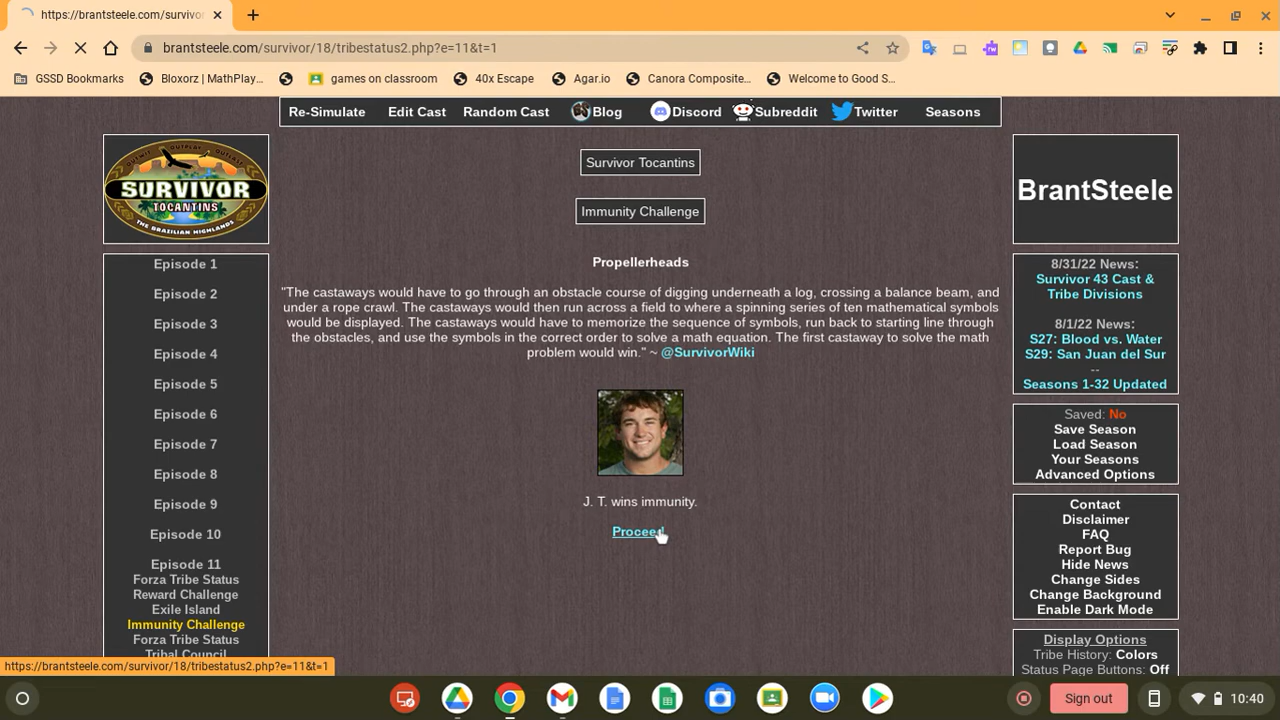 https://brantsteele.com/survivor
brantsteele.com/survivor/18/tribestatus2.php?e=11&t=1
GSSD Bookmarks
Bloxorz | MathPlay...
games on classroom
40x Escape
Agar.io
Canora Composite...
Welcome to Good S...
Re-Simulate
Edit Cast
Random Cast
Blog
Discord
Subreddit
Twitter
Seasons
OUTWIT OUTPLAY OUTLAST
SURVIVOR
TOCANTINS
THE BRAZILIAN HIGHLANDS
Episode 1
Episode 2
Episode 3
Episode 4
Episode 5
Episode 6
Episode 7
Episode 8
Episode 9
Episode 10
Episode 11
Forza Tribe Status
Reward Challenge
Exile Island
Immunity Challenge
Forza Tribe Status
Tribal Council
Survivor Tocantins
Immunity Challenge
Propellerheads
"The castaways would have to go through an obstacle course of digging underneath a log, crossing a balance beam, and
under a rope crawl. The castaways would then run across a field to where a spinning series of ten mathematical symbols
would be displayed. The castaways would have to memorize the sequence of symbols, run back to starting line through
the obstacles, and use the symbols in the correct order to solve a math equation. The first castaway to solve the math
problem would win." ~ @SurvivorWiki
J. T. wins immunity.
Proceed
BrantSteele
8/31/22 News:
Survivor 43 Cast &
Tribe Divisions
8/1/22 News:
S27: Blood vs. Water
S29: San Juan del Sur
--
Seasons 1-32 Updated
Saved: No
Save Season
Load Season
Your Seasons
Advanced Options
Contact
Disclaimer
FAQ
Report Bug
Hide News
Change Sides
Change Background
Enable Dark Mode
Display Options
Tribe History: Colors
Status Page Buttons: Off
https://brantsteele.com/survivor/18/tribestatus2.php?e=11&t=1
Sign out
10:40